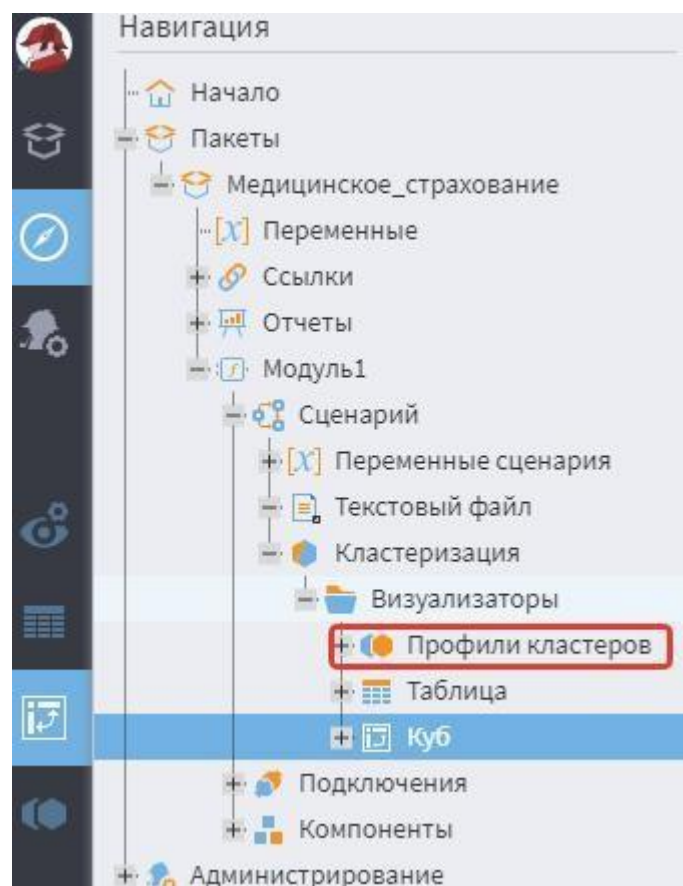 Навигация
Начало
Пакеты
Медицинское_страхование
[X] Переменные
Ссылки
Отчеты
Модуль1
Сценарий
[X] Переменные сценария
Текстовый файл
Кластеризация
Визуализаторы
Профили кластеров
Таблица
Куб
Подключения
Компоненты
Администрирование